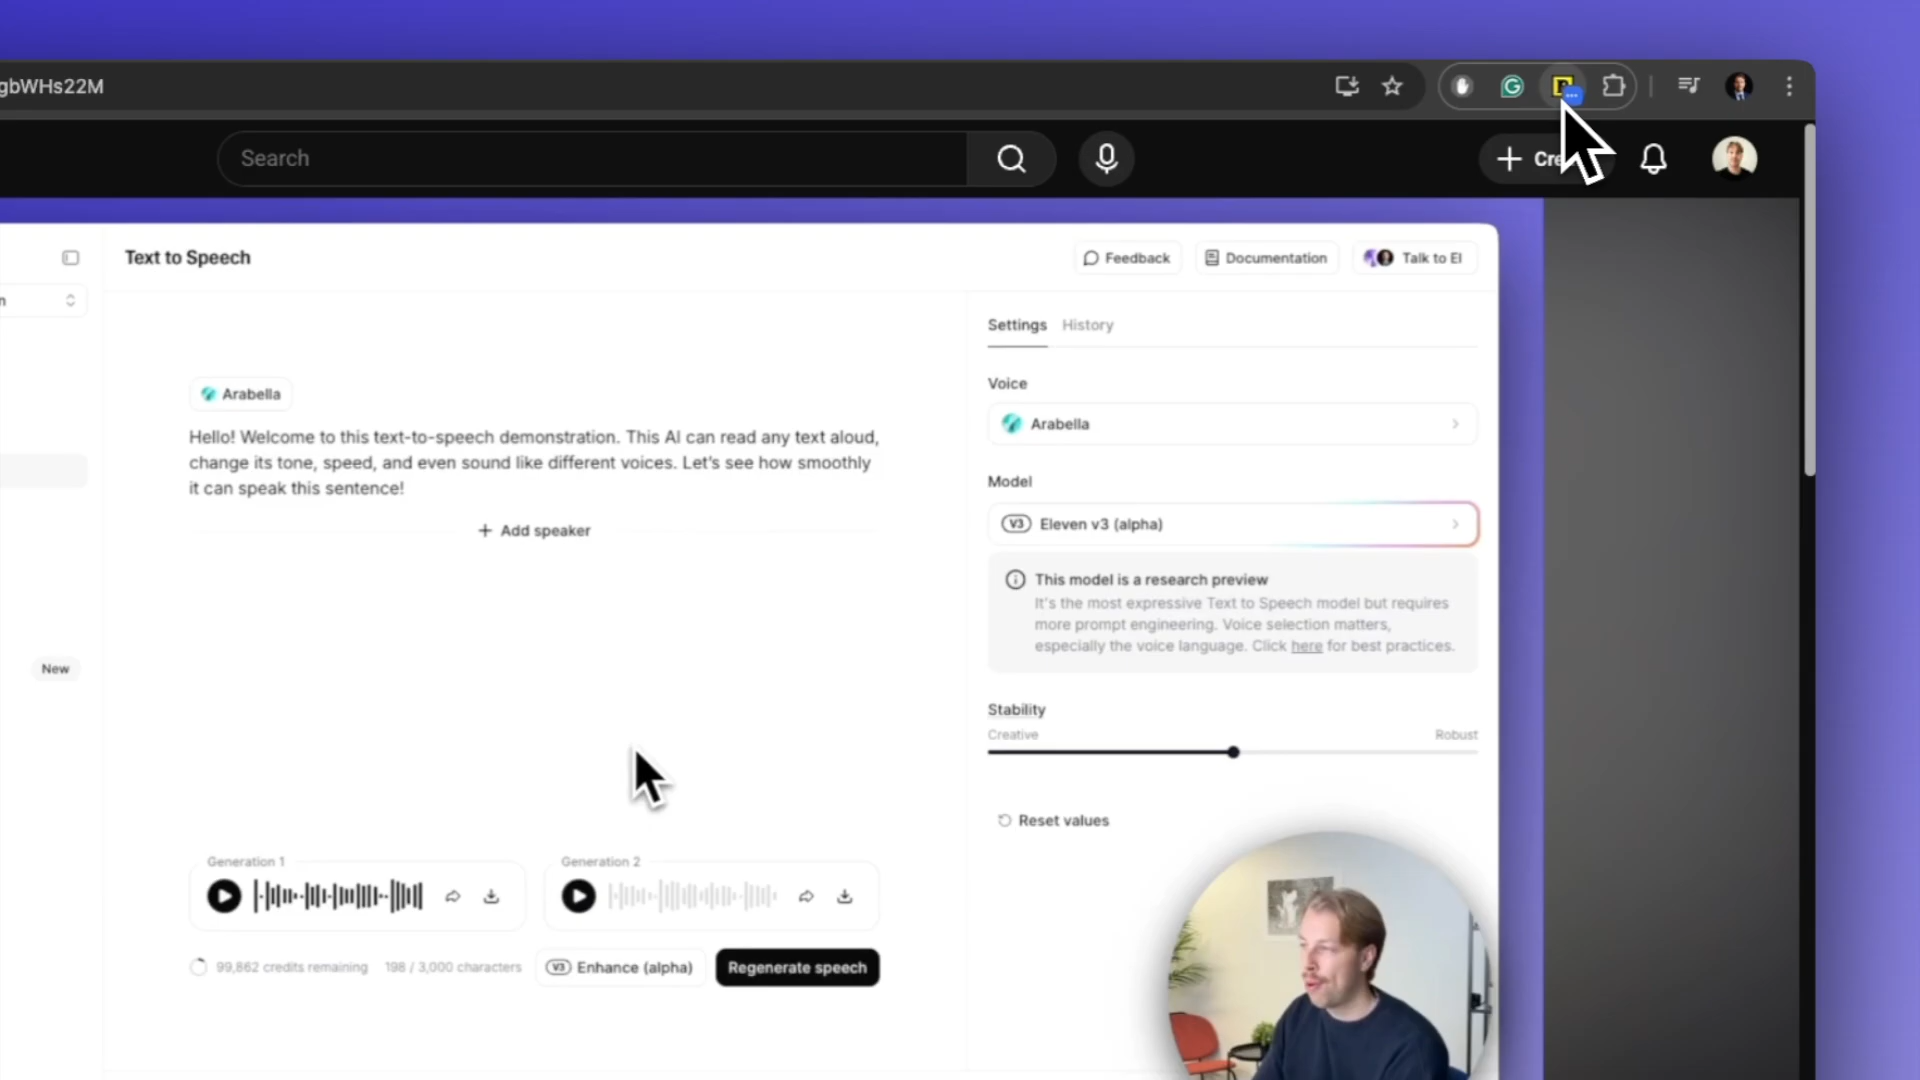 gbWHs22M
Search
Text to Speech
Feedback
Documentation
Talk to El
n
Settings
History
Arabella
Hello! Welcome to this text-to-speech demonstration. This AI can read any text aloud,
change its tone, speed, and even sound like different voices. Let's see how smoothly
it can speak this sentence!
Add speaker
Voice
Arabella
Model
V3 Eleven v3 (alpha)
This model is a research preview
It's the most expressive Text to Speech model but requires
more prompt engineering. Voice selection matters,
especially the voice language. Click here for best practices.
New
Stability
Creative
Robust
Reset values
Generation 1
Generation 2
99,862 credits remaining
198 / 3,000 characters
V3 Enhance (alpha)
Regenerate speech